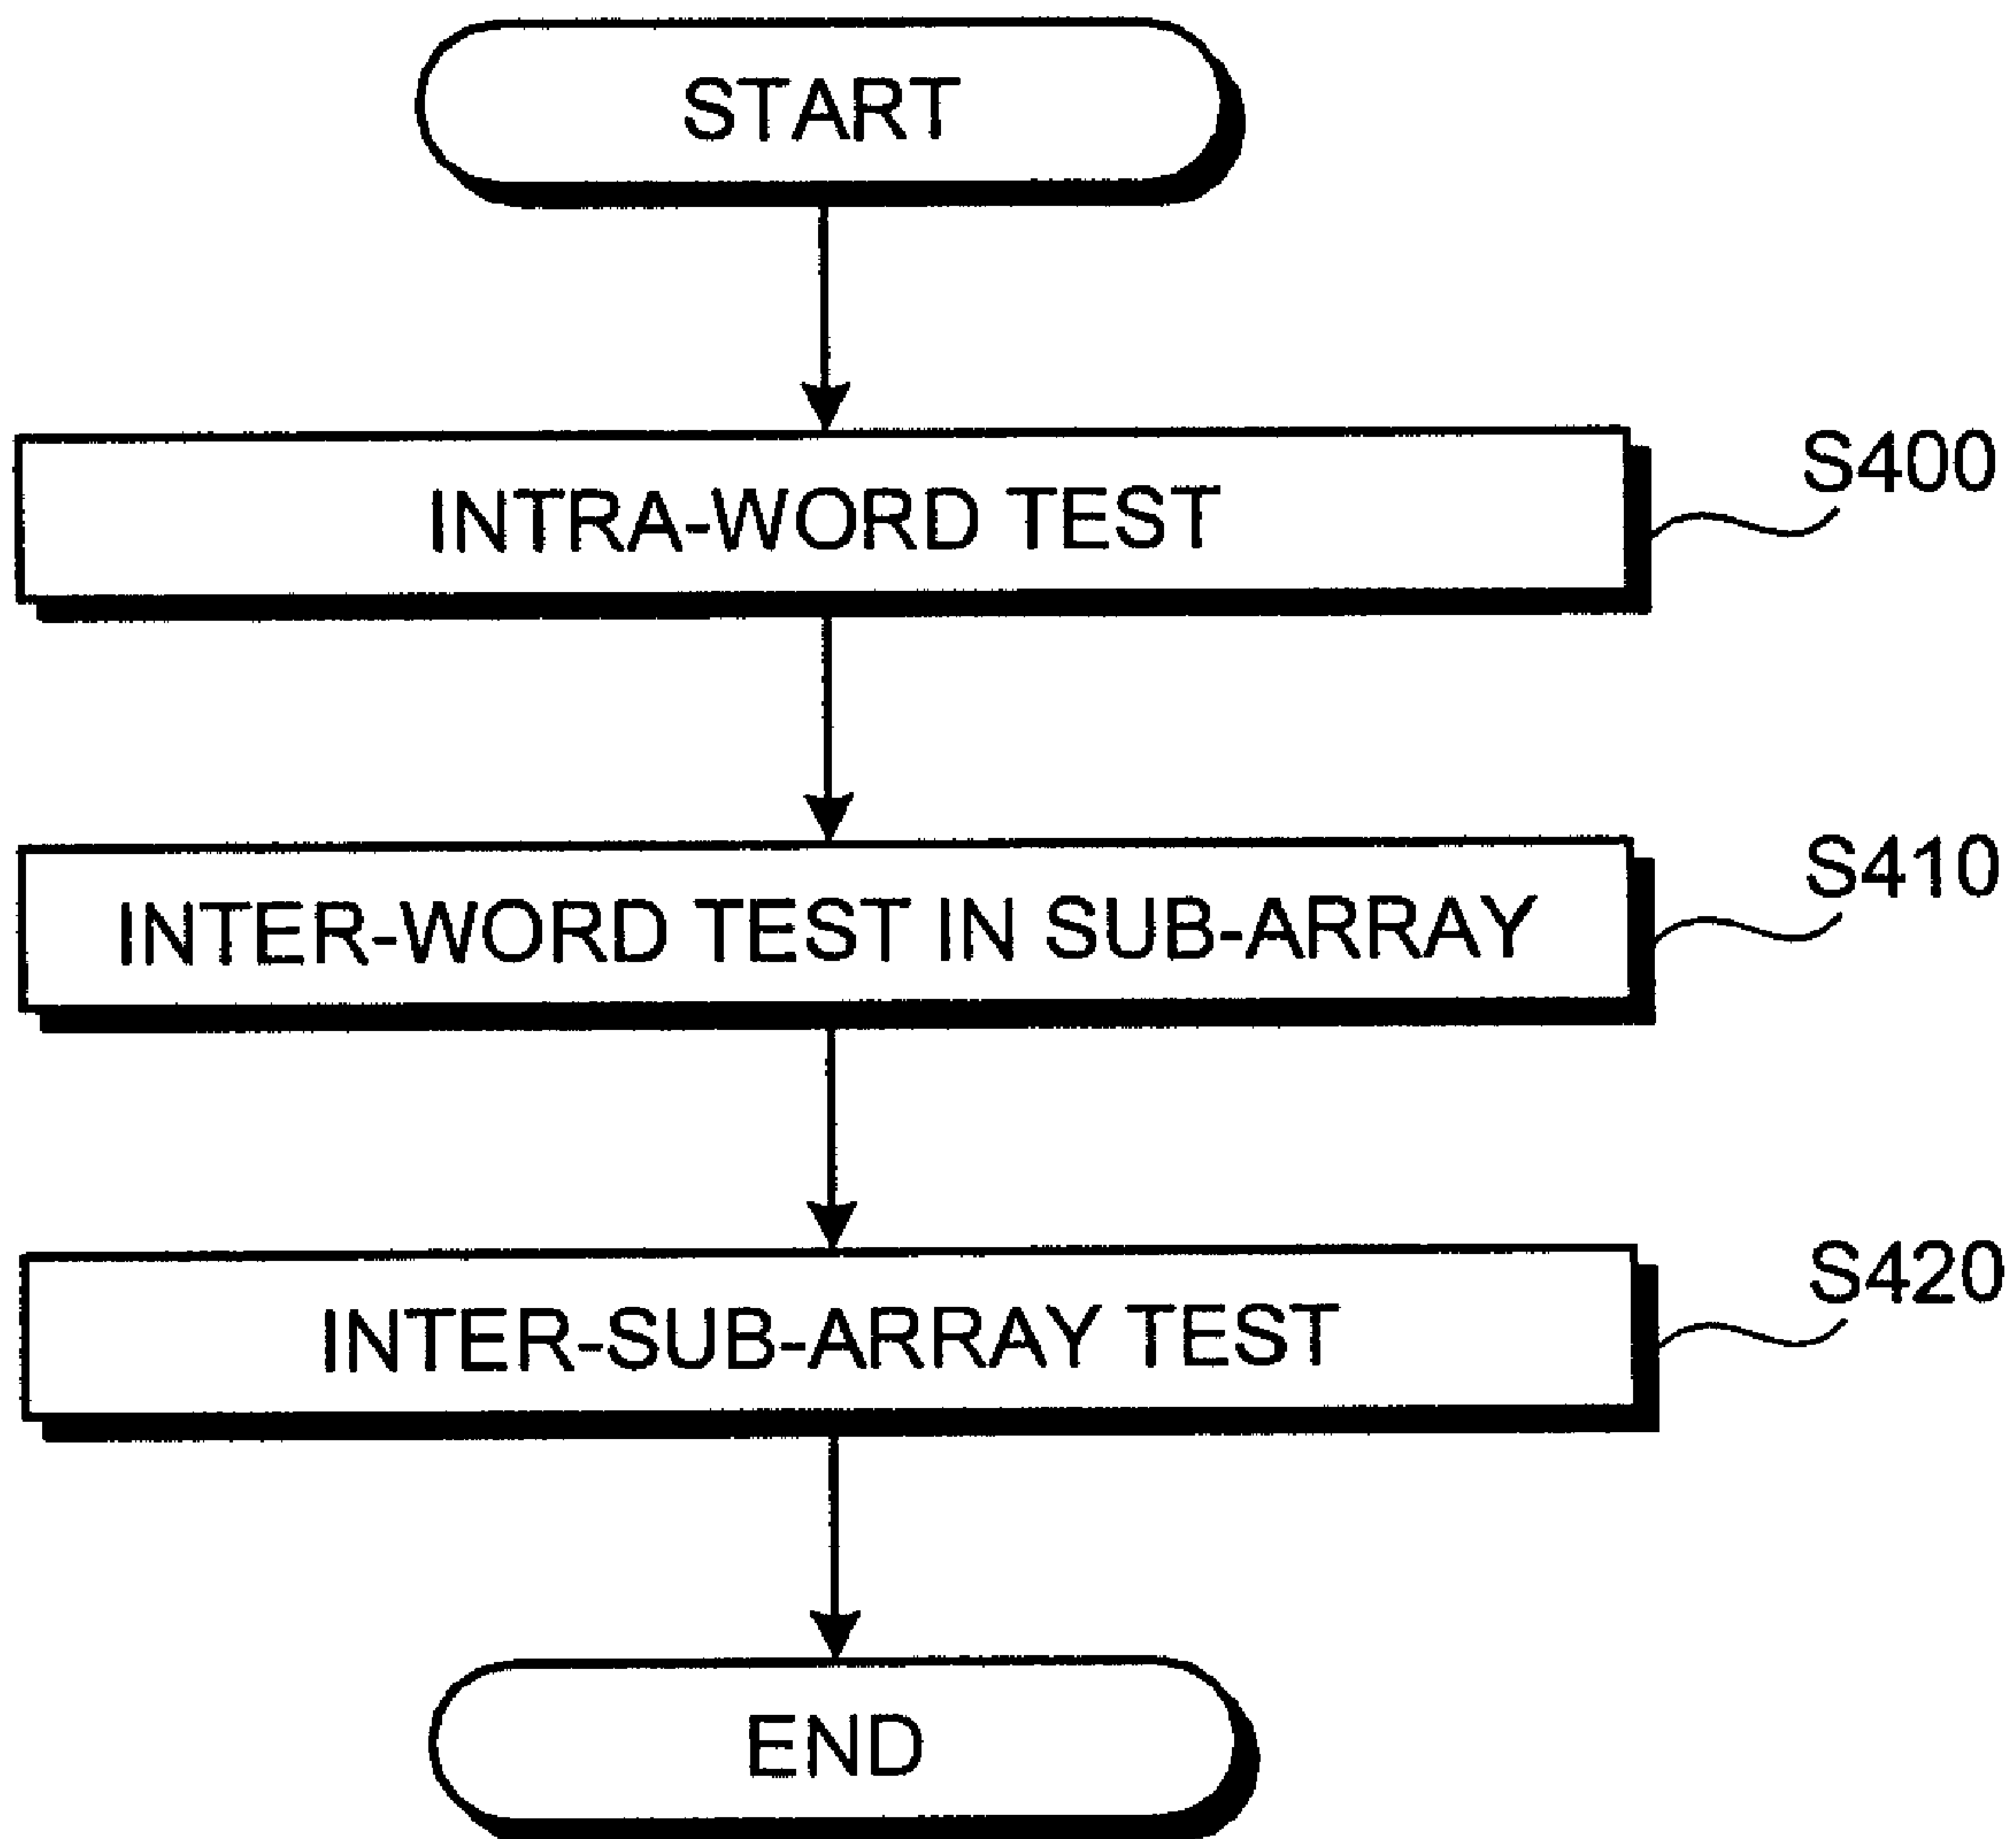 START
INTRA-WORD TEST
S400
INTER-WORD TEST IN SUB-ARRAY
S410
INTER-SUB-ARRAY TEST
S420
END